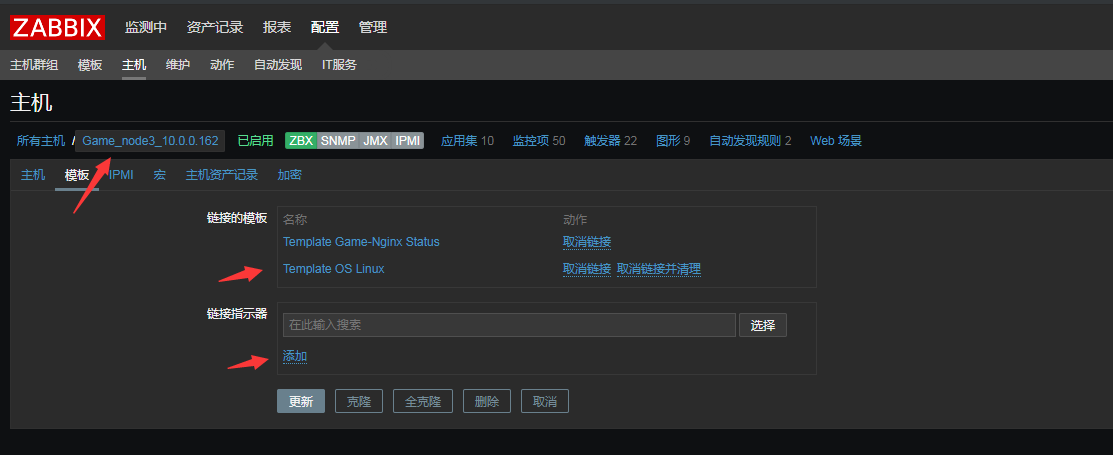 ZABBIX 监测中 资产记录 报表 配置 管理
主机群组 模板 主机 维护 动作 自动发现 IT服务
主机
所有主机 / Game_node3_10.0.0.162 已启用 ZBX SNMP JMX IPMI 应用集 10 监控项 50 触发器 22 图形 9 自动发现规则 2 Web 场景
主机 模板 IPMI 宏 主机资产记录 加密
链接的模板 名称 动作
Template Game-Nginx Status 取消链接
Template OS Linux 取消链接 取消链接并清理
链接指示器
在此输入搜索 选择
添加
更新 克隆 全克隆 删除 取消